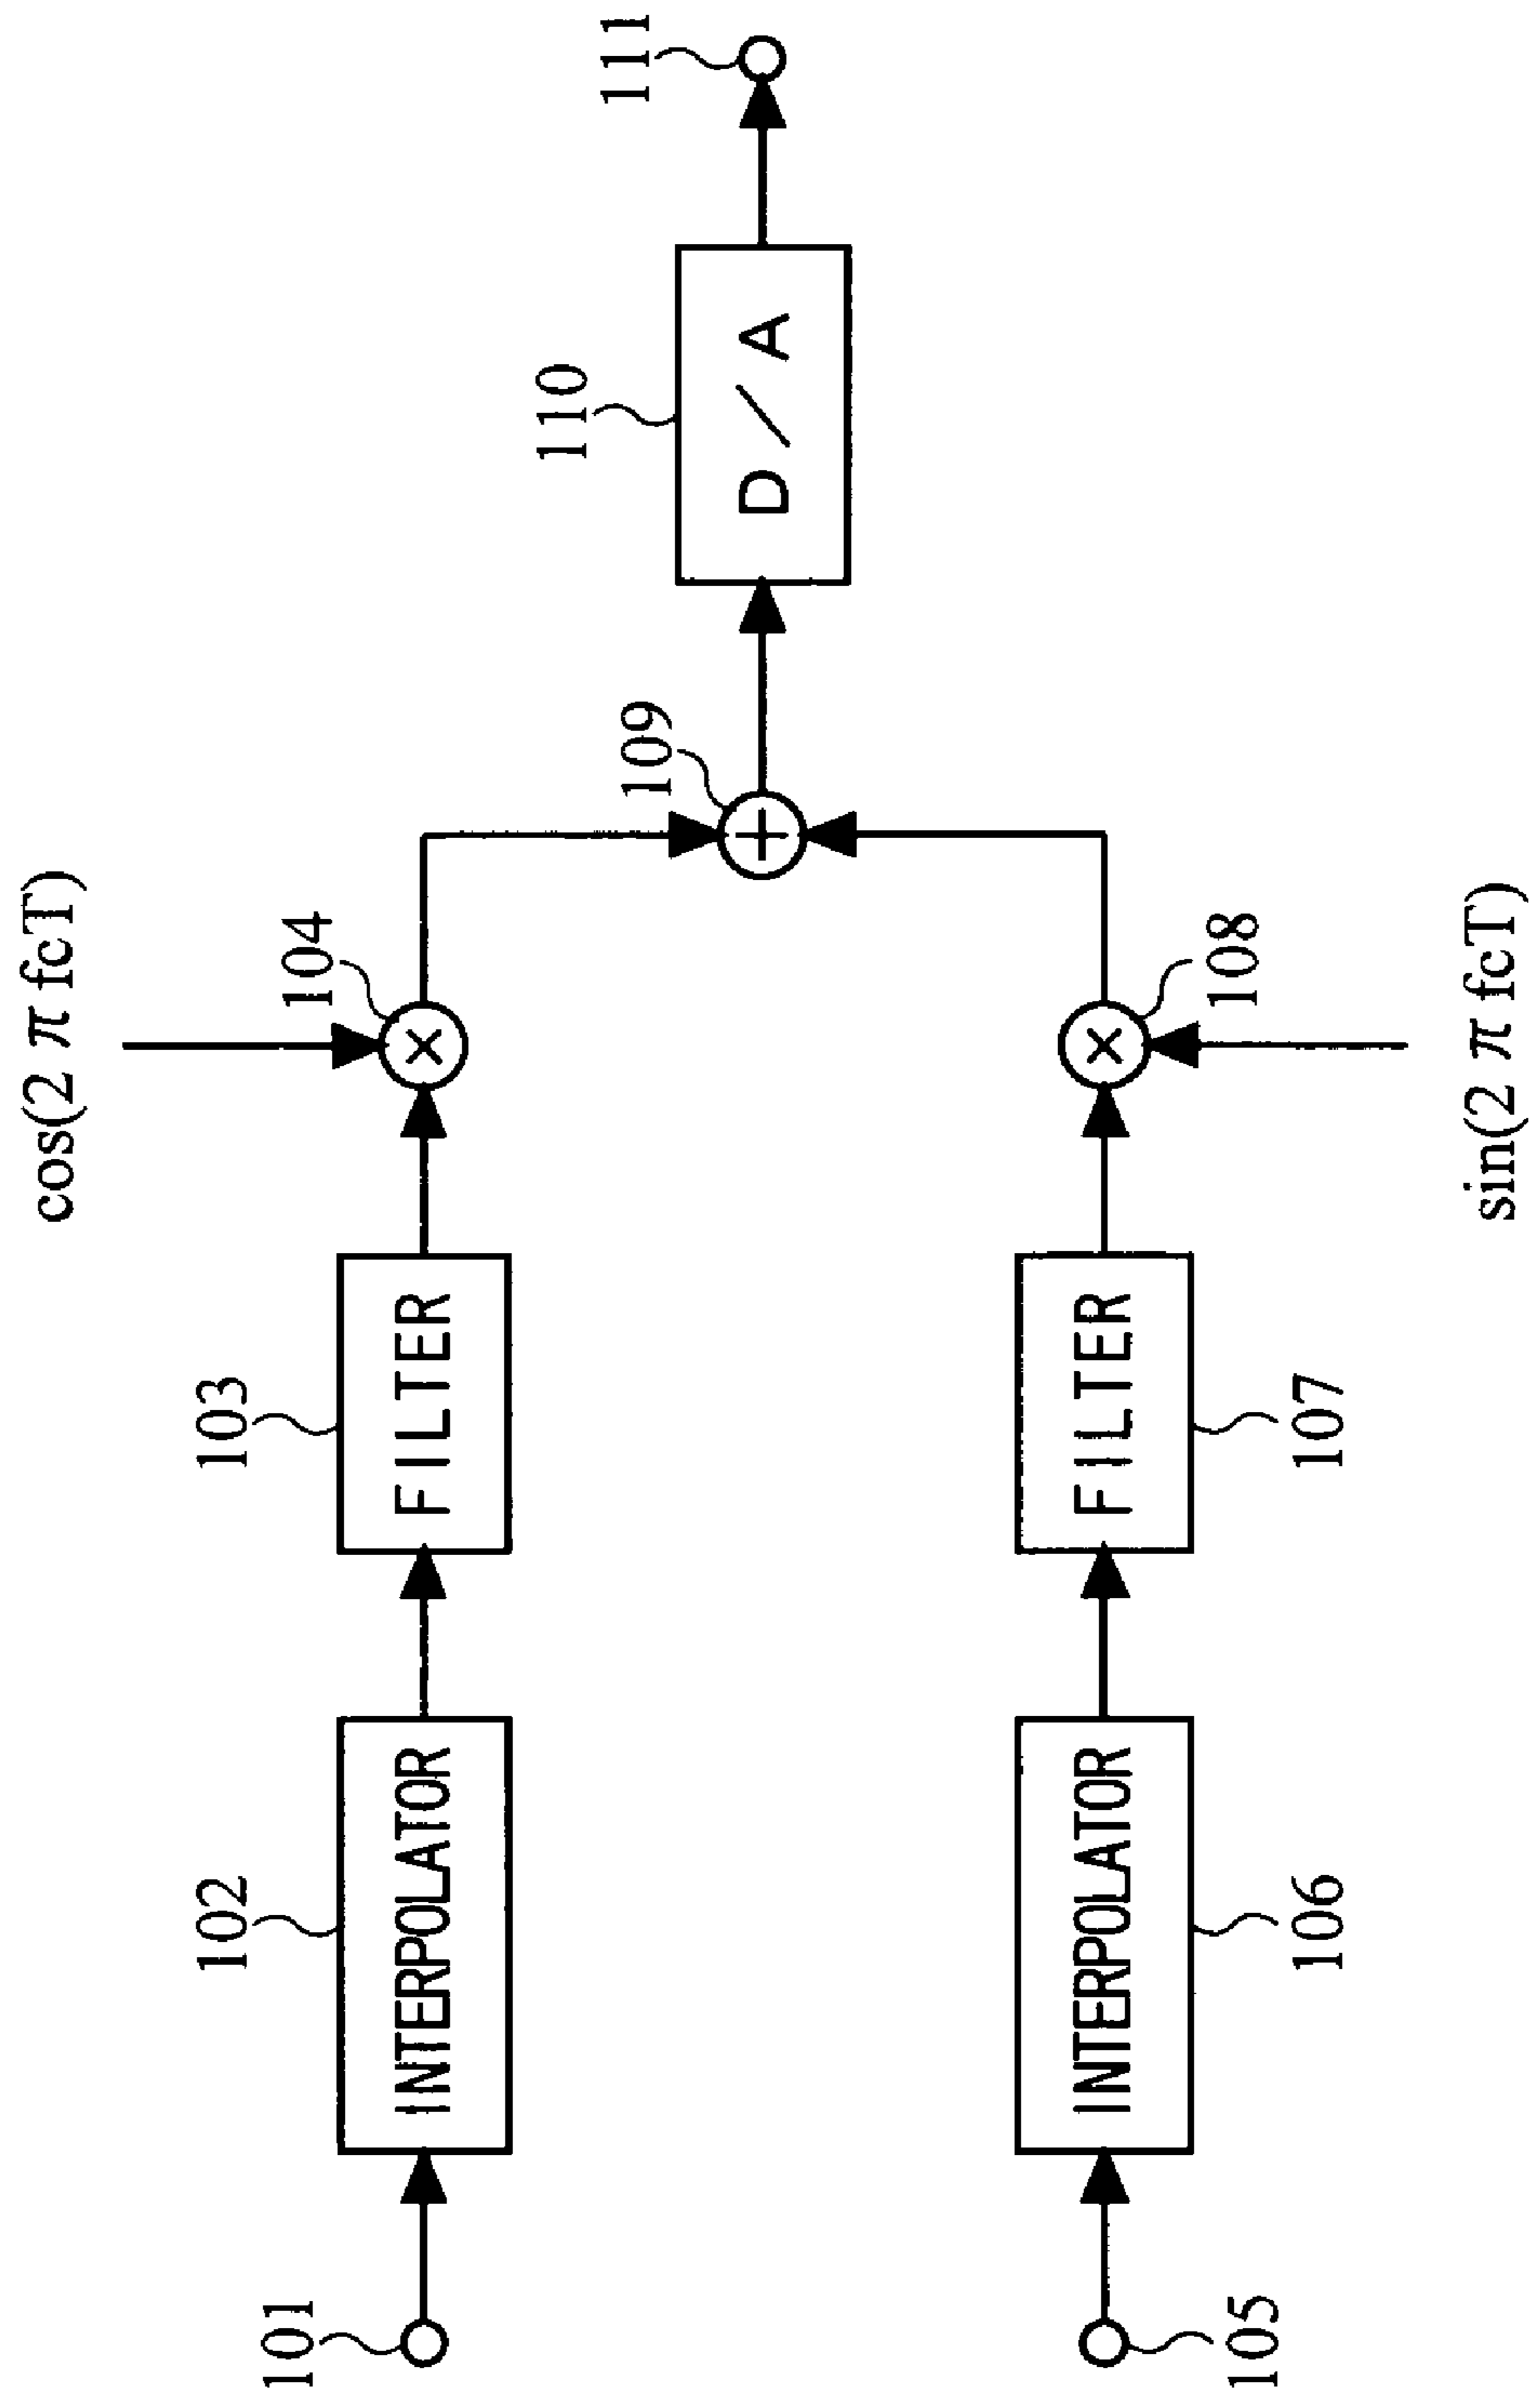 cos(2 π fcT)
101
102
INTERPOLATOR
103
FILTER
104
×
109
+
110
D/A
111
105
106
INTERPOLATOR
107
FILTER
108
×
sin(2 π fcT)